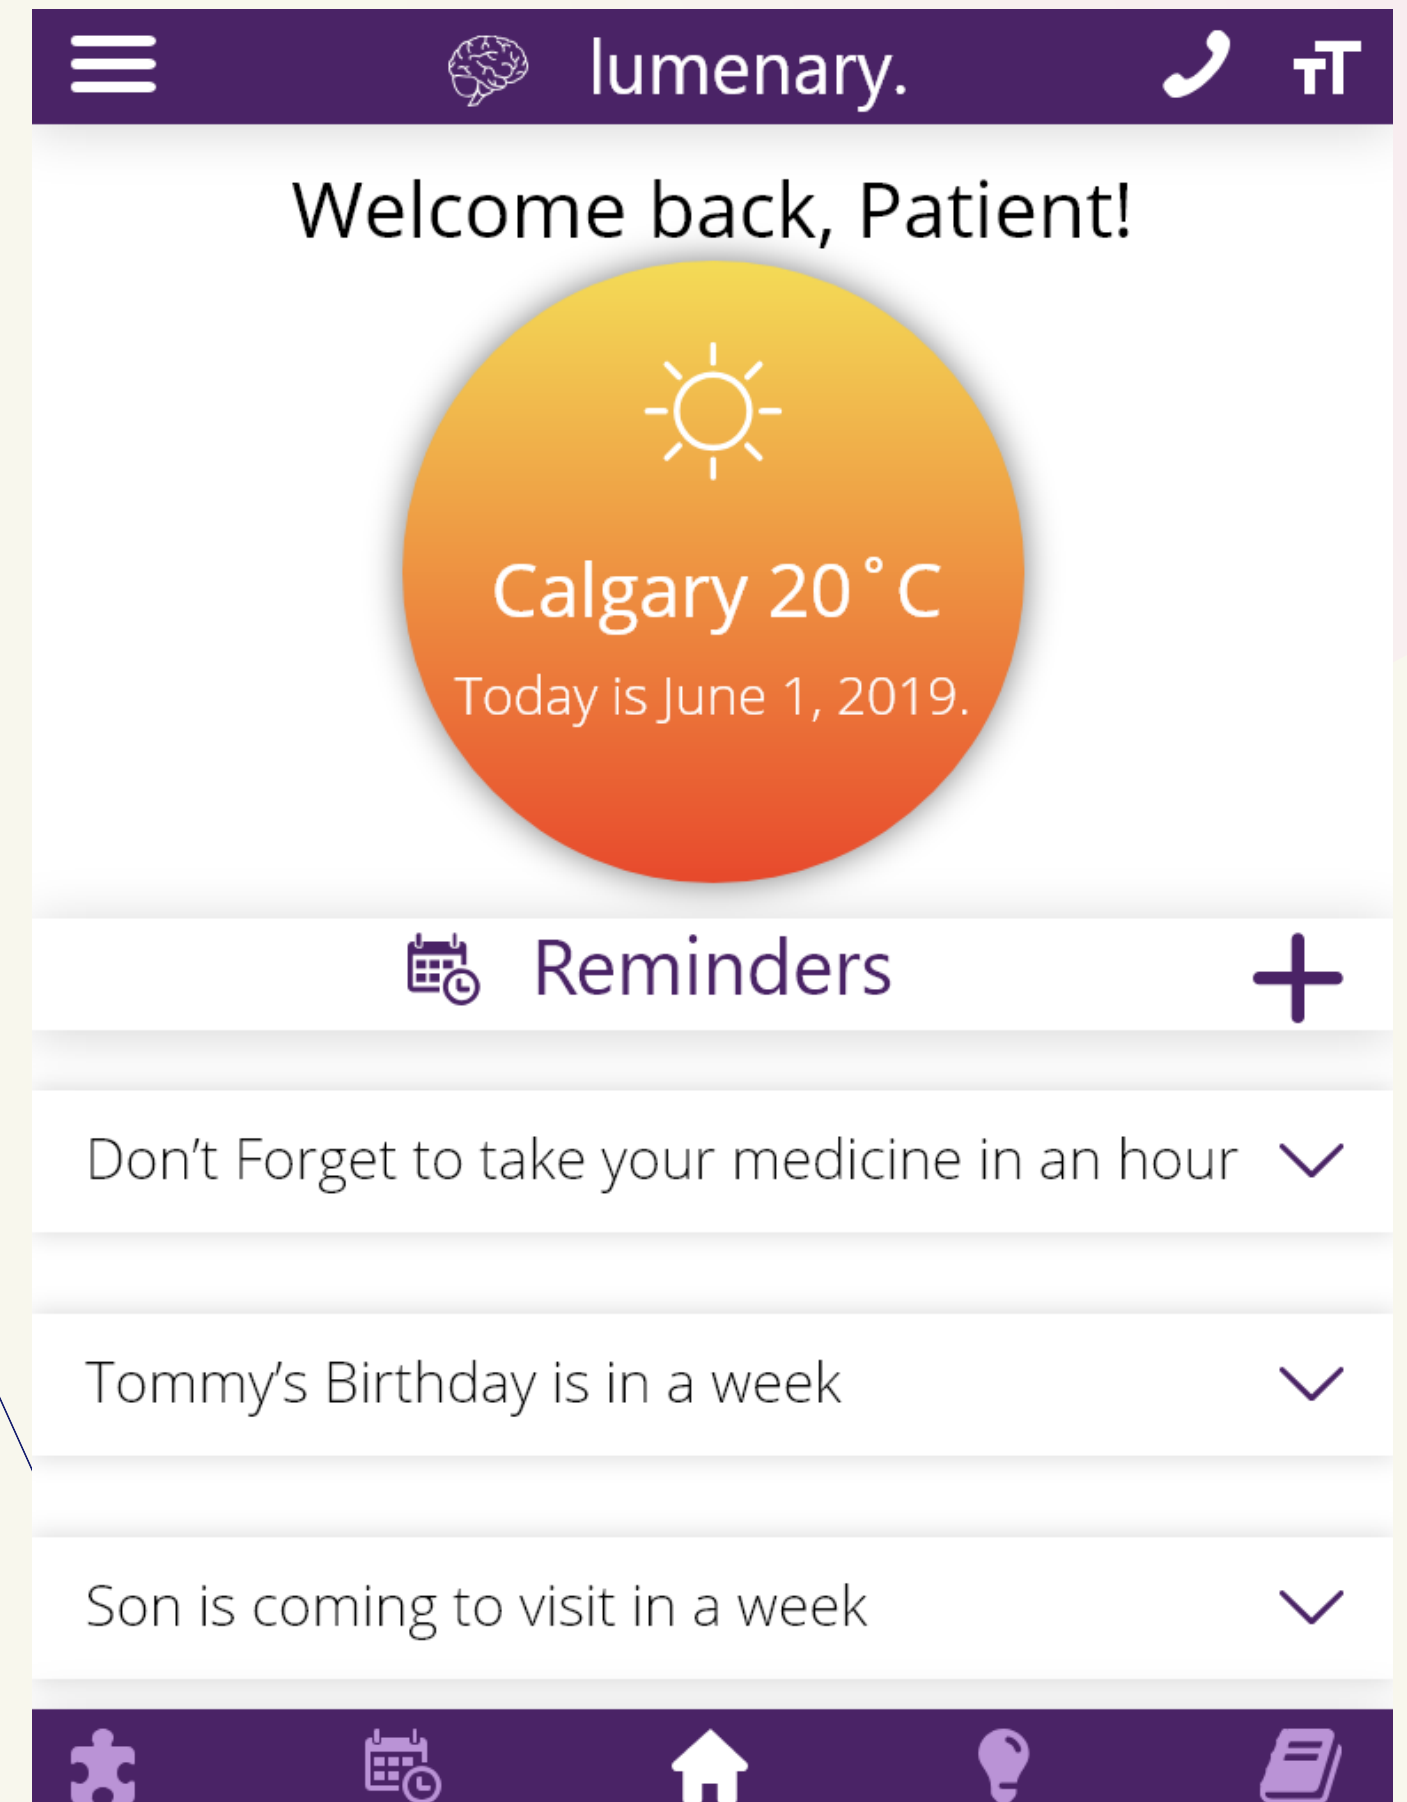 lumenary.
TT
Welcome back, Patient!
Calgary 20°C
Today is June 1, 2019.
Reminders
Don’t Forget to take your medicine in an hour
Tommy’s Birthday is in a week
Son is coming to visit in a week